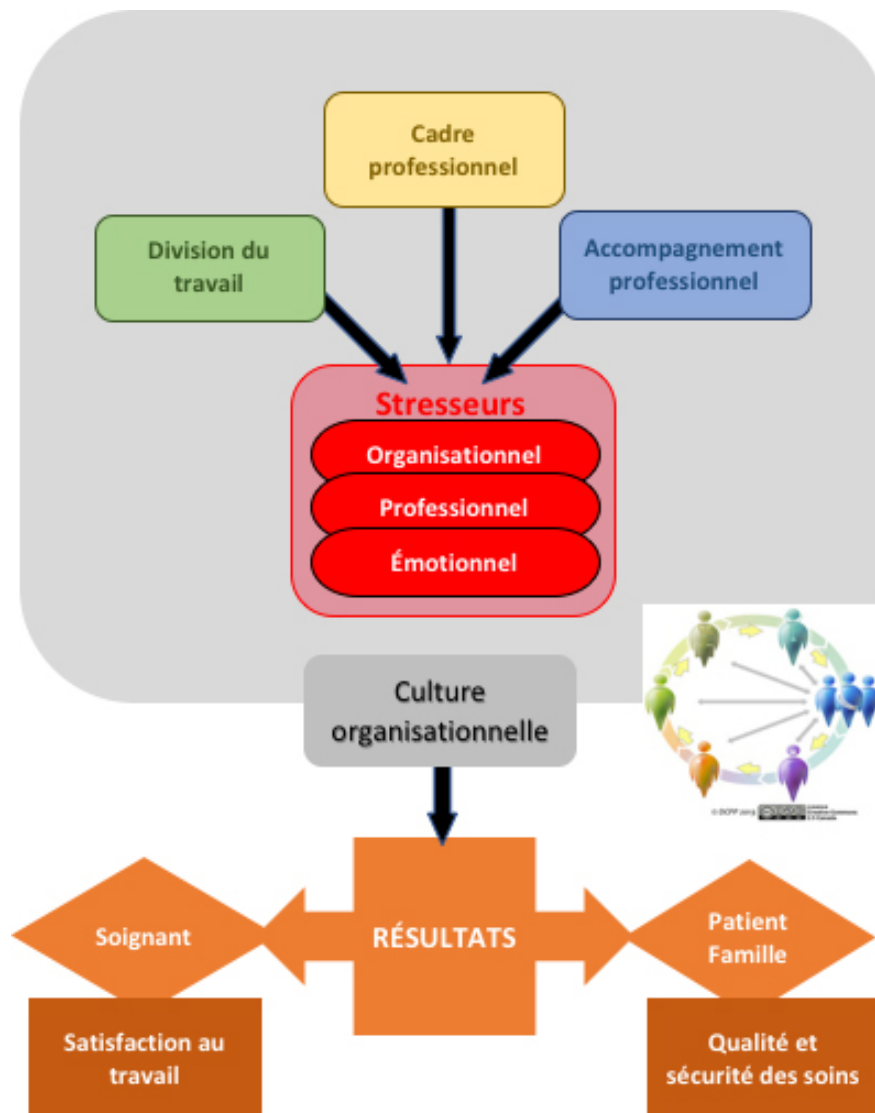 Cadre
professionnel
Division du
travail
Accompagnement
professionnel
Stresseurs
Organisationnel
Professionnel
Émotionnel
Culture
organisationnelle
Soignant
RÉSULTATS
Patient
Famille
Satisfaction au
travail
Qualité et
sécurité des soins